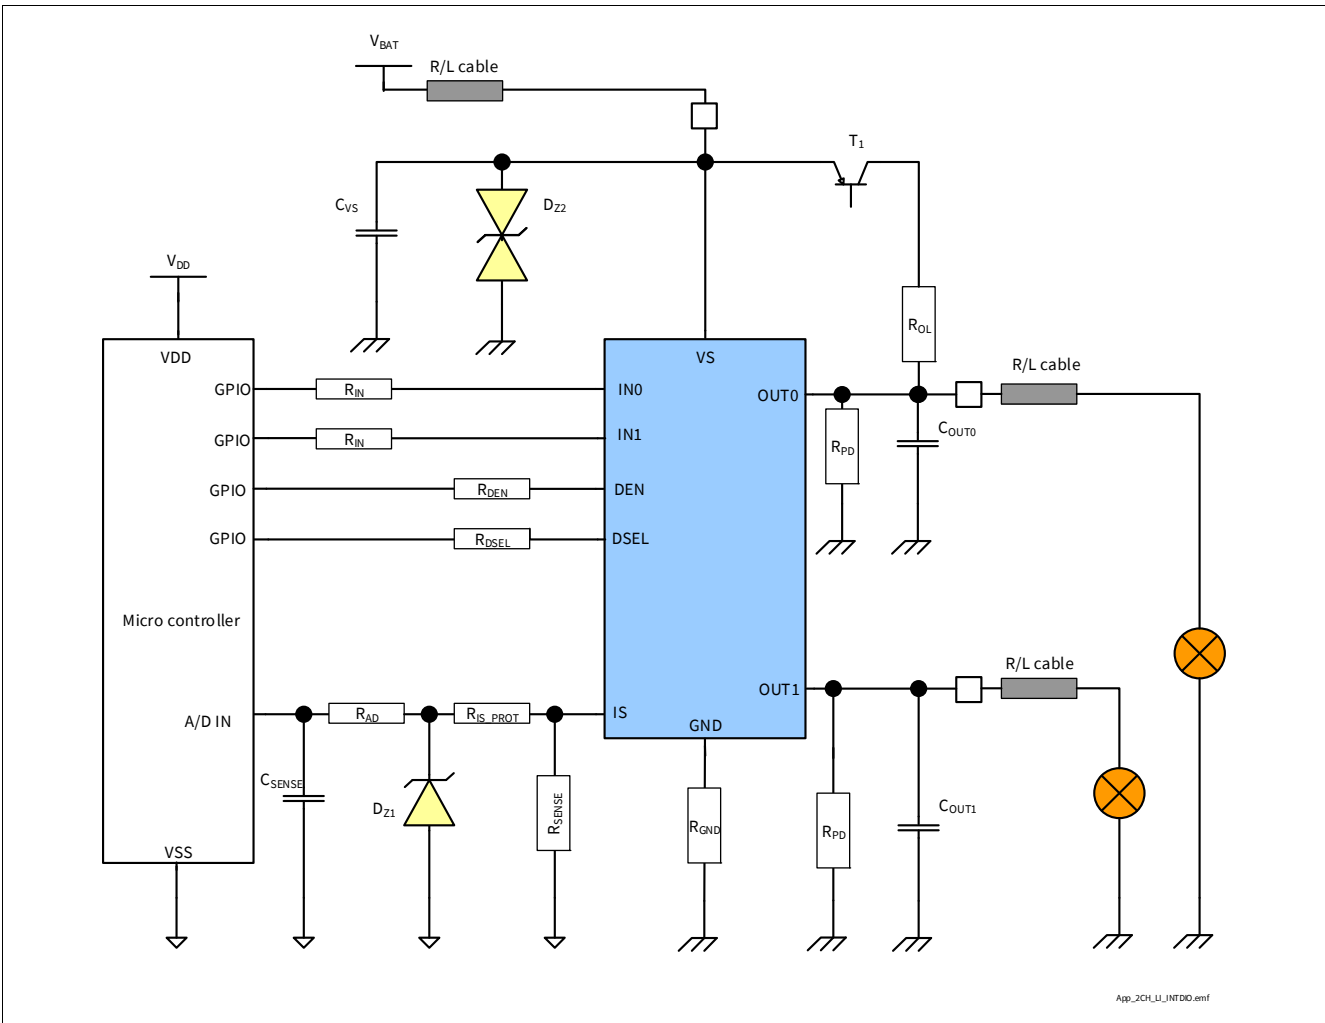 VBAT
R/L cable
T1
CVS
DZ2
VDD
VDD
VS
ROL
R/L cable
GPIO
RIN
IN0
OUT0
COUT0
GPIO
RIN
IN1
RPD
GPIO
RDEN
DEN
GPIO
RDSEL
DSEL
Micro controller
R/L cable
OUT1
A/D IN
RAD
RIS_PROT
IS
GND
CSENSE
DZ1
RSENSE
RGND
RPD
COUT1
VSS
App_2CH_LI_INTDIO.emf